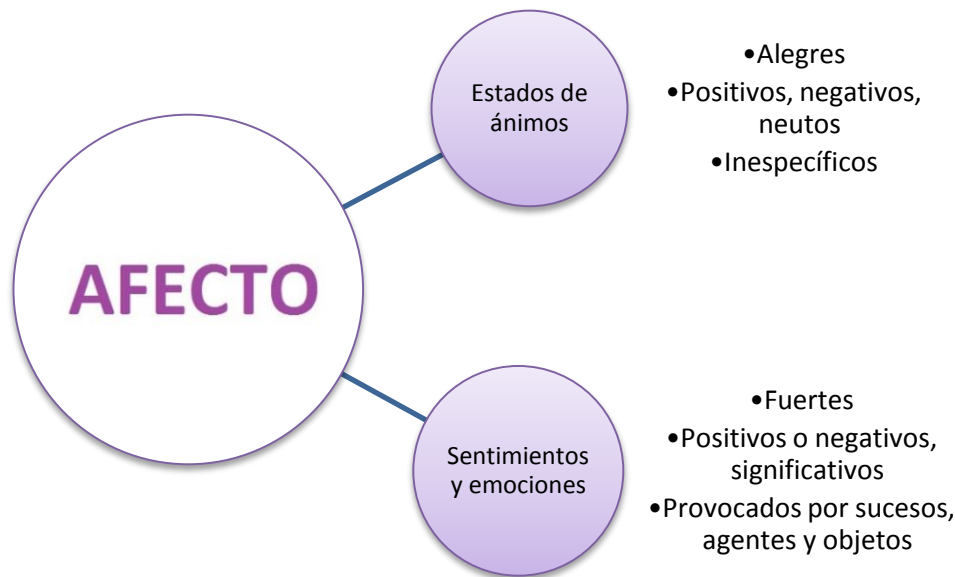 AFECTO
Estados de
ánimos
•Alegres
•Positivos, negativos,
neutos
•Inespecíficos
Sentimientos
y emociones
•Fuertes
•Positivos o negativos,
significativos
•Provocados por sucesos,
agentes y objetos